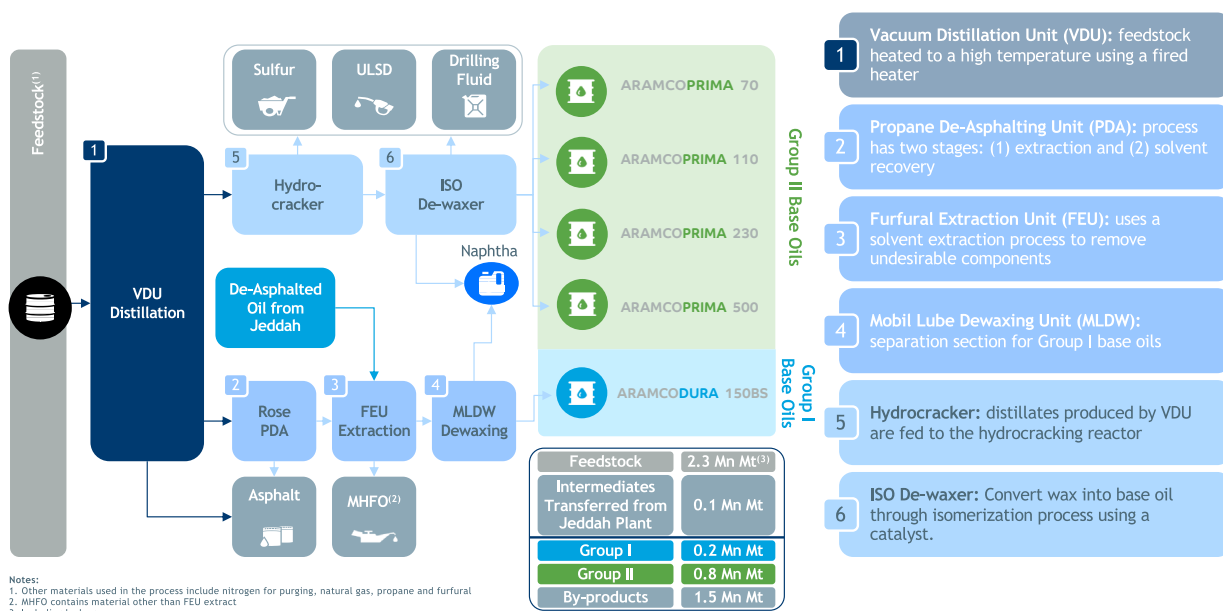 Feedstock(1)
1
VDU
Distillation
Sulfur
ULSD
Drilling
Fluid
5
Hydro-
cracker
6
ISO
De-waxer
Naphtha
De-Asphalted
Oil from
Jeddah
2
Rose
PDA
3
FEU
Extraction
4
MLDW
Dewaxing
Asphalt
MHFO(2)
ARAMCOPRIMA 70
ARAMCOPRIMA 110
ARAMCOPRIMA 230
ARAMCOPRIMA 500
Group II Base Oils
ARAMCODURA 150BS
Group I
Base Oils
Feedstock 2.3 Mn Mt(3)
Intermediates
Transferred from
Jeddah Plant
0.1 Mn Mt
Group I 0.2 Mn Mt
Group II 0.8 Mn Mt
By-products 1.5 Mn Mt
1
Vacuum Distillation Unit (VDU): feedstock
heated to a high temperature using a fired
heater
2
Propane De-Asphalting Unit (PDA): process
has two stages: (1) extraction and (2) solvent
recovery
3
Furfural Extraction Unit (FEU): uses a
solvent extraction process to remove
undesirable components
4
Mobil Lube Dewaxing Unit (MLDW):
separation section for Group I base oils
5
Hydrocracker: distillates produced by VDU
are fed to the hydrocracking reactor
6
ISO De-waxer: Convert wax into base oil
through isomerization process using a
catalyst.
Notes:
1. Other materials used in the process include nitrogen for purging, natural gas, propane and furfural
2. MHFO contains material other than FEU extract